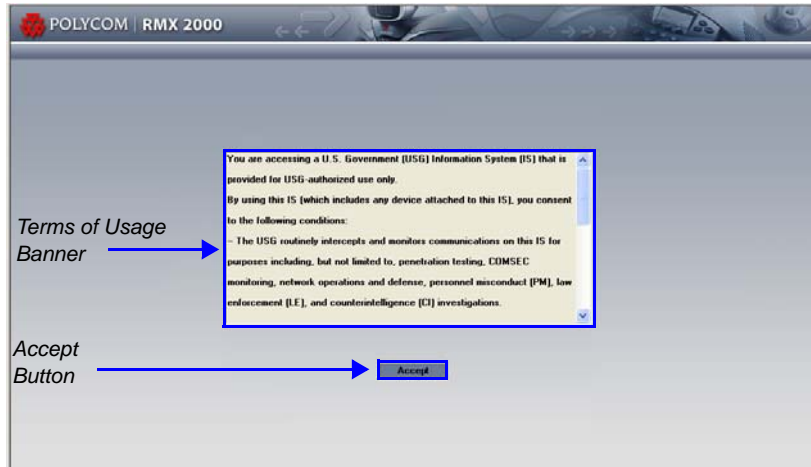 POLYCOM | RMX 2000
You are accessing a U.S. Government (USG) Information System (IS) that is
provided for USG-authorized use only.
By using this IS (which includes any device attached to this IS), you consent
to the following conditions:
– The USG routinely intercepts and monitors communications on this IS for
purposes including, but not limited to, penetration testing, COMSEC
monitoring, network operations and defense, personnel misconduct (PM), law
enforcement (LE), and counterintelligence (CI) investigations.
Terms of Usage
Banner
Accept
Button
Accept